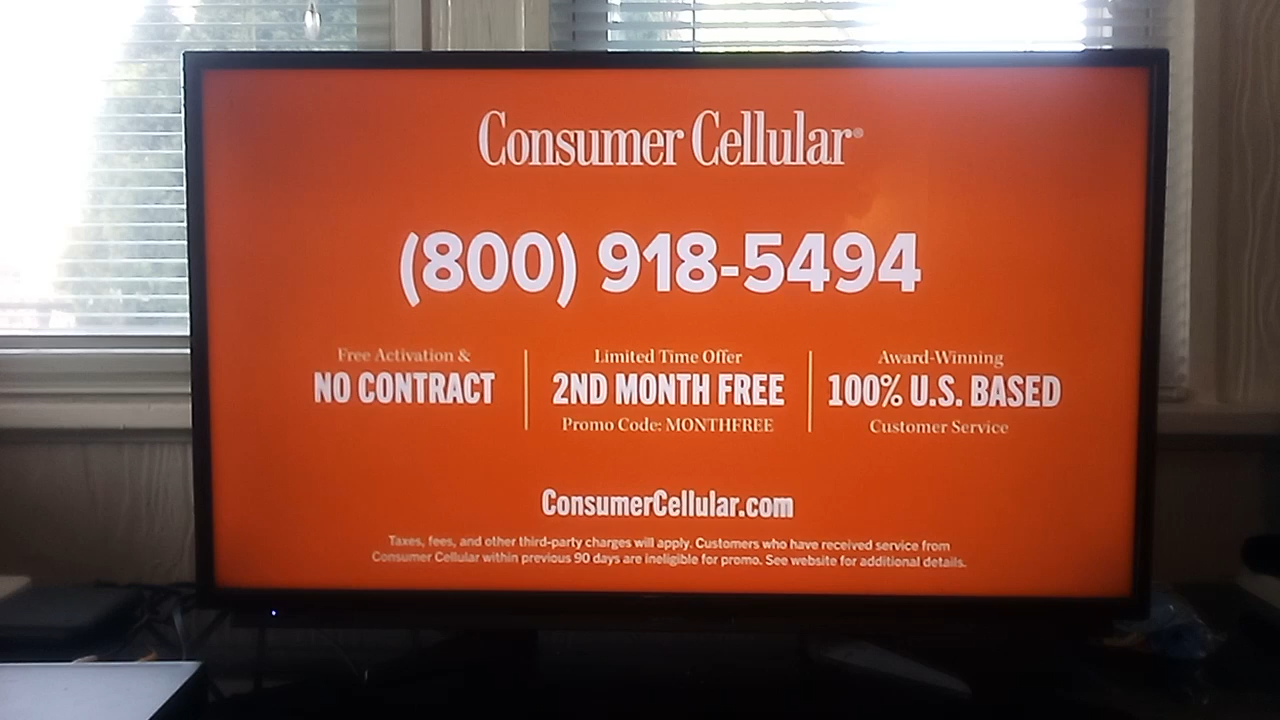 Consumer Cellular®
(800) 918-5494
Free Activation &
NO CONTRACT
Limited Time Offer
2ND MONTH FREE
Promo Code: MONTHFREE
Award-Winning
100% U.S. BASED
Customer Service
ConsumerCellular.com
Taxes, fees, and other third-party charges will apply. Customers who have received service from
Consumer Cellular within previous 90 days are ineligible for promo. See website for additional details.